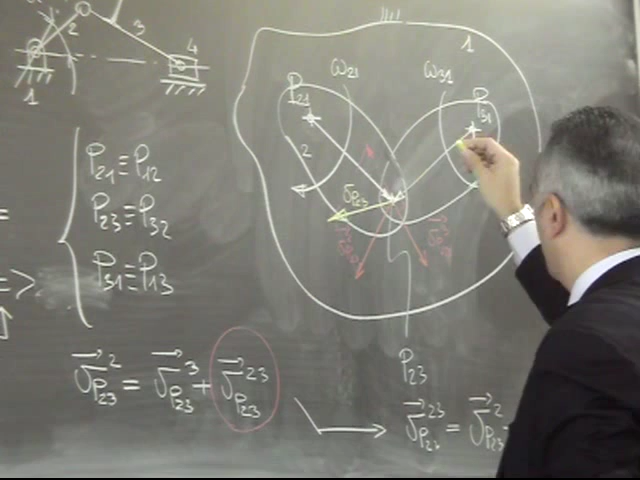 2
3
4
1
1
ω21
ω31
P21
P31
2
P21 ≡ P12
P23 ≡ P32
P31 ≡ P13
=
=>
P23
→v²P23 = →v³P23 + →v²³P23
→v²³P23 = →v²P23